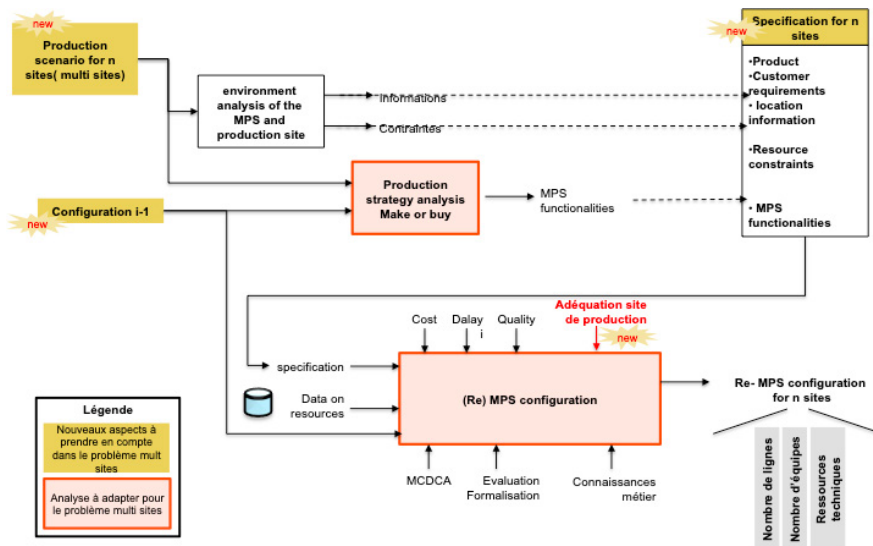 new
Production
scenario for n
sites( multi sites)
environment
analysis of the
MPS and
production site
Informations
Contraintes
new
Specification for n
sites
•Product
•Customer
requirements
• location
information
•Resource
constraints
• MPS
functionalities
Production
strategy analysis
Make or buy
MPS
functionalities
Configuration i-1
new
Cost
Dalay
i
Quality
Adéquation site
de production
new
specification
Data on
resources
(Re) MPS configuration
Re- MPS configuration
for n sites
MCDCA
Evaluation
Formalisation
Connaissances
métier
Nombre de lignes
Nombre d'équipes
Ressources
techniques
Légende
Nouveaux aspects à
prendre en compte
dans le problème mult
sites
Analyse à adapter pour
le problème multi sites